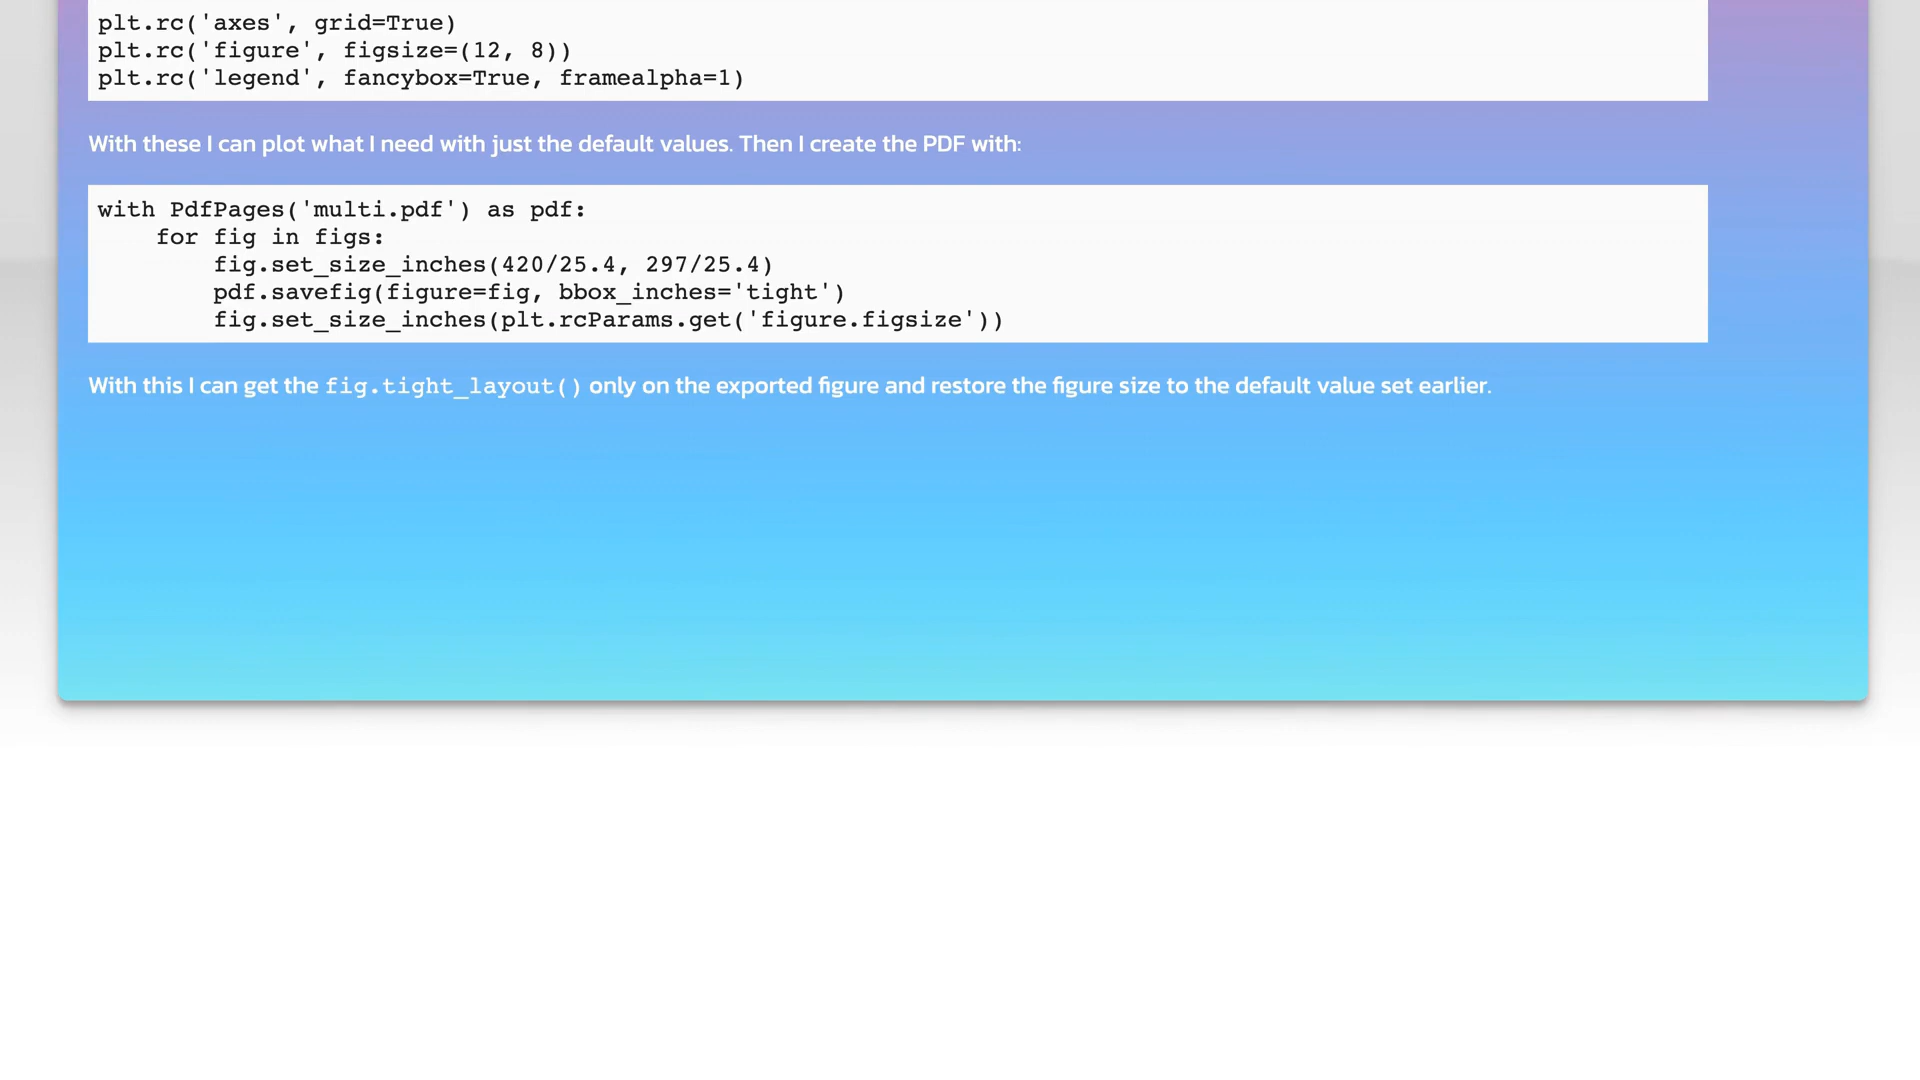 plt.rc('axes', grid=True)
plt.rc('figure', figsize=(12, 8))
plt.rc('legend', fancybox=True, framealpha=1)
With these I can plot what I need with just the default values. Then I create the PDF with:
with PdfPages('multi.pdf') as pdf:
    for fig in figs:
        fig.set_size_inches(420/25.4, 297/25.4)
        pdf.savefig(figure=fig, bbox_inches='tight')
        fig.set_size_inches(plt.rcParams.get('figure.figsize'))
With this I can get the fig.tight_layout() only on the exported figure and restore the figure size to the default value set earlier.